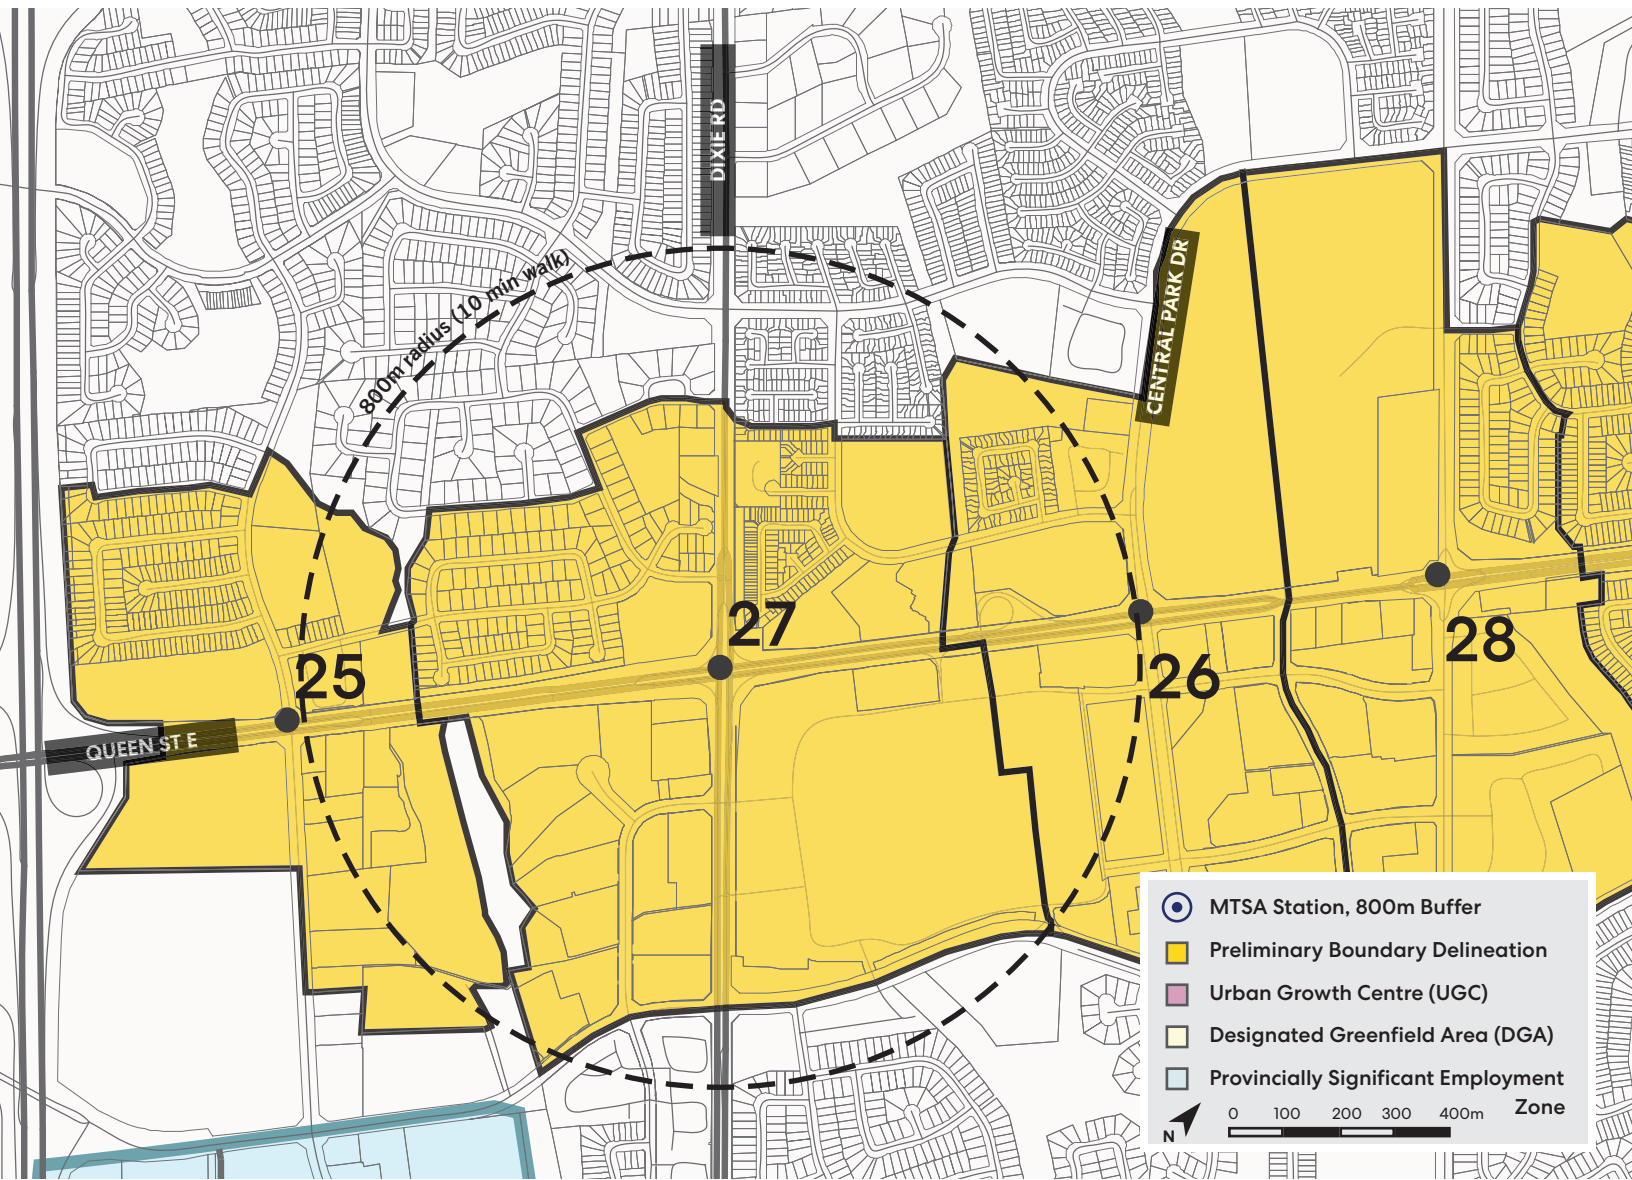 DIXIE RD
800m radius (10 min walk)
CENTRAL PARK DR
27
28
25
26
QUEEN ST E
MTSA Station, 800m Buffer
Preliminary Boundary Delineation
Urban Growth Centre (UGC)
Designated Greenfield Area (DGA)
Provincially Significant Employment
Zone
0 100 200 300 400m
N